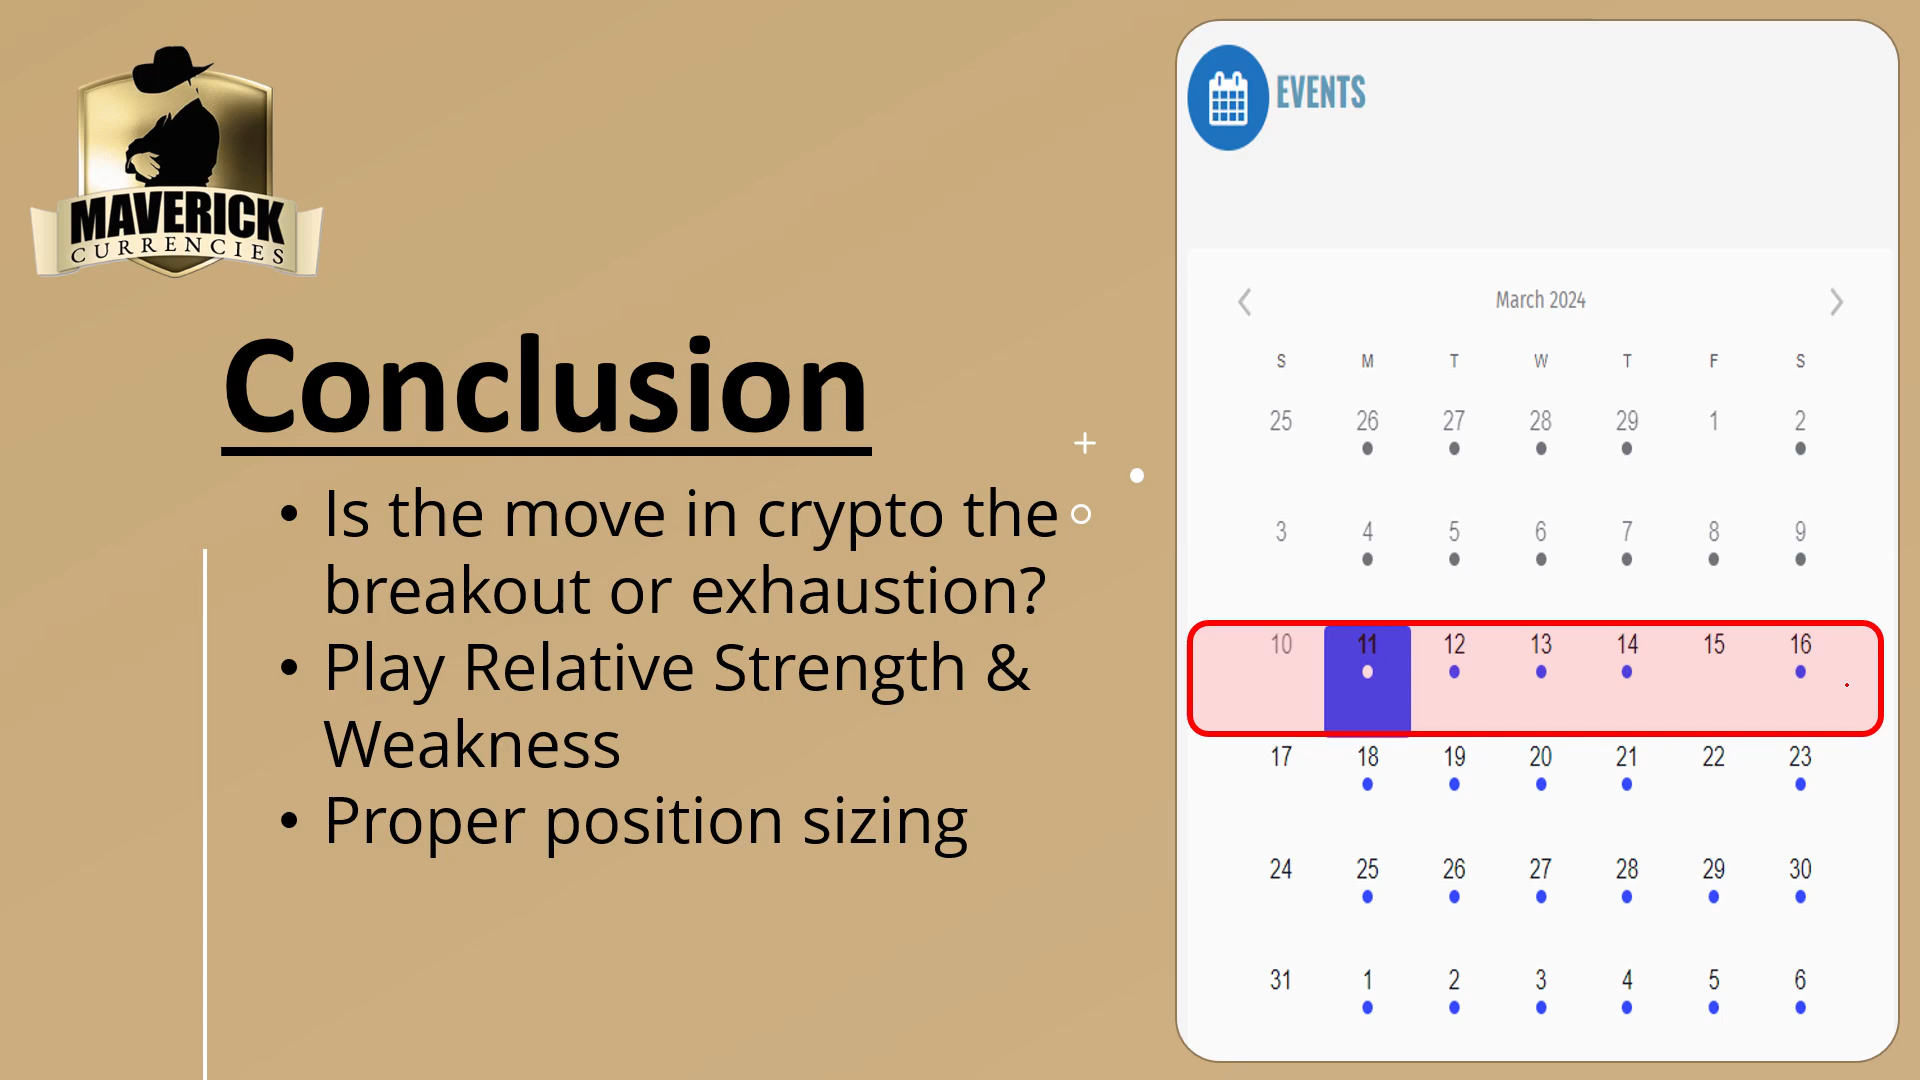 MAVERICK
CURRENCIES
Conclusion
• Is the move in crypto the
breakout or exhaustion?
• Play Relative Strength &
Weakness
• Proper position sizing
EVENTS
March 2024
S M T W T F S
25 26 27 28 29 1 2
3 4 5 6 7 8 9
10 11 12 13 14 15 16
17 18 19 20 21 22 23
24 25 26 27 28 29 30
31 1 2 3 4 5 6